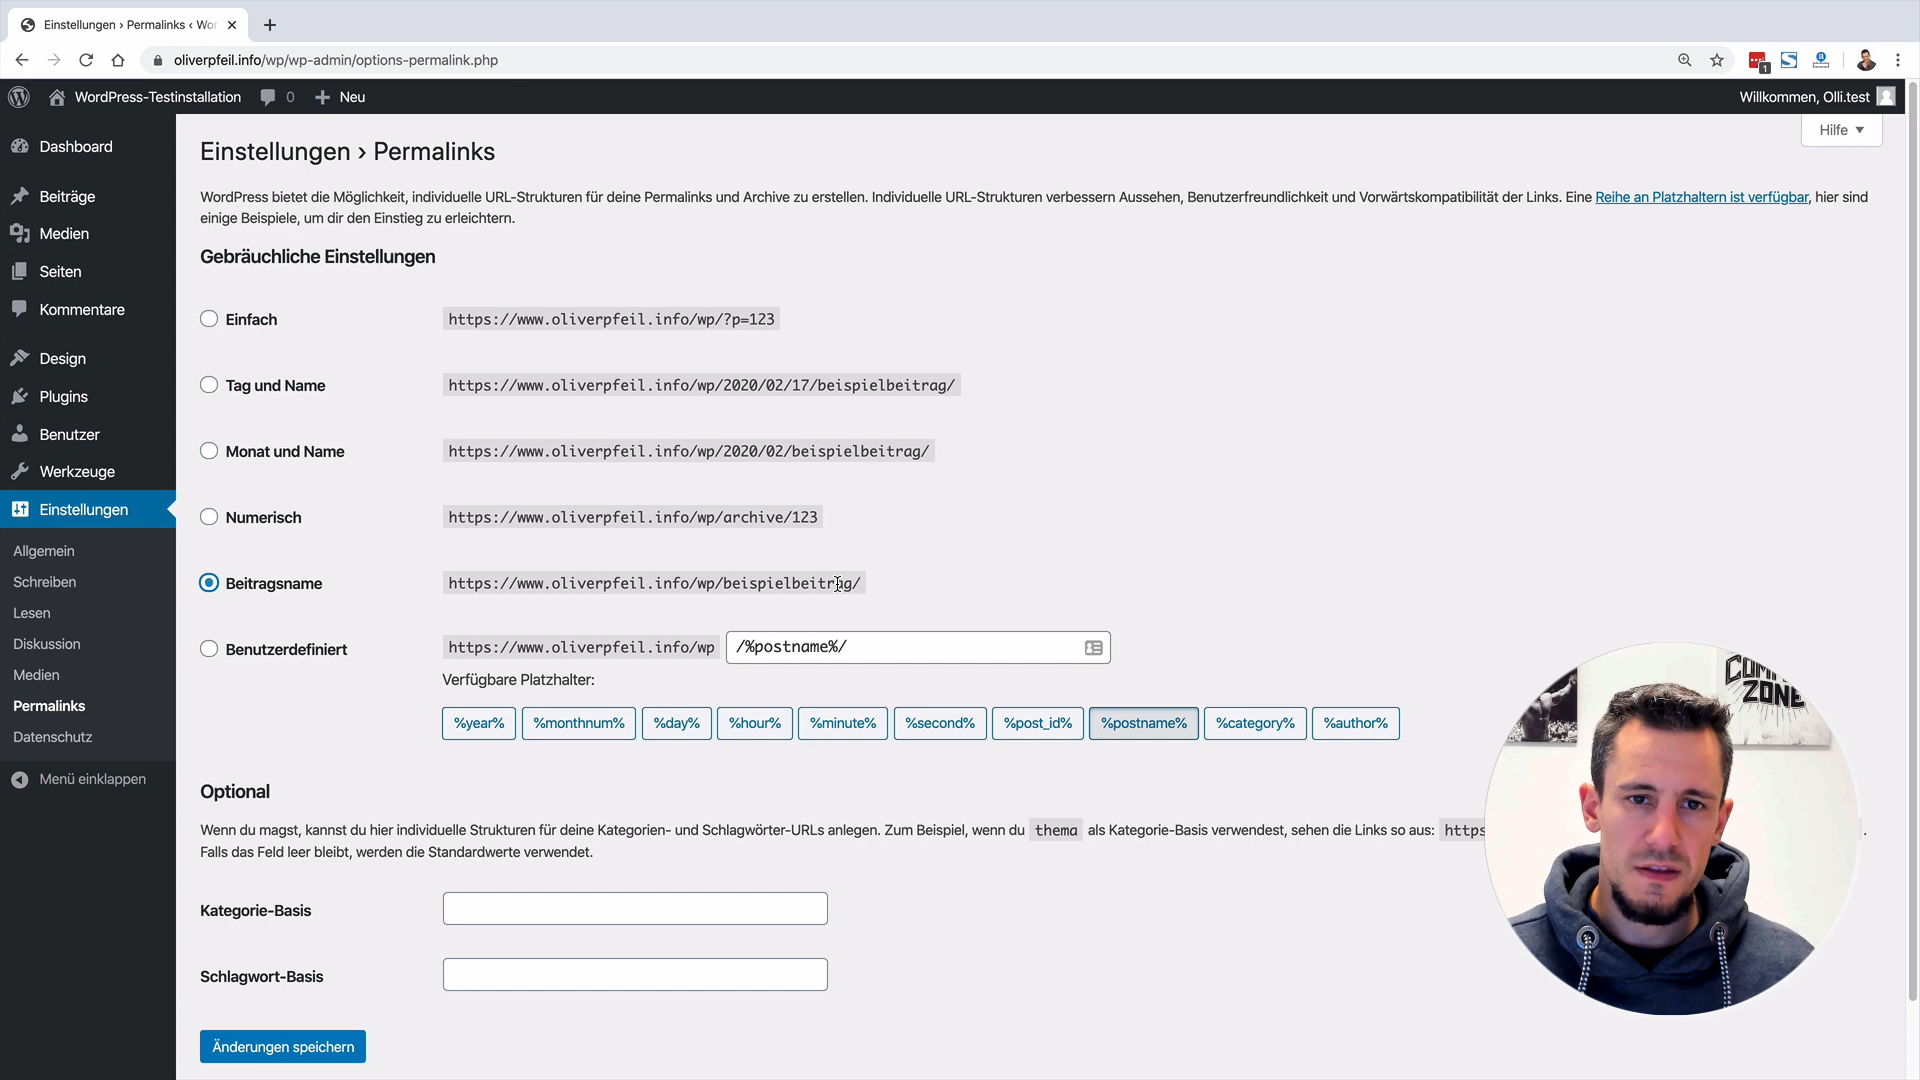 Einstellungen › Permalinks ‹ Wor
oliverpfeil.info/wp/wp-admin/options-permalink.php
1
WordPress-Testinstallation 0 Neu
Willkommen, Olli.test
Hilfe
Dashboard
Beiträge
Medien
Seiten
Kommentare
Design
Plugins
Benutzer
Werkzeuge
Einstellungen
Allgemein
Schreiben
Lesen
Diskussion
Medien
Permalinks
Datenschutz
Menü einklappen
Einstellungen › Permalinks
WordPress bietet die Möglichkeit, individuelle URL-Strukturen für deine Permalinks und Archive zu erstellen. Individuelle URL-Strukturen verbessern Aussehen, Benutzerfreundlichkeit und Vorwärtskompatibilität der Links. Eine Reihe an Platzhaltern ist verfügbar, hier sind
einige Beispiele, um dir den Einstieg zu erleichtern.
Gebräuchliche Einstellungen
Einfach https://www.oliverpfeil.info/wp/?p=123
Tag und Name https://www.oliverpfeil.info/wp/2020/02/17/beispielbeitrag/
Monat und Name https://www.oliverpfeil.info/wp/2020/02/beispielbeitrag/
Numerisch https://www.oliverpfeil.info/wp/archive/123
Beitragsname https://www.oliverpfeil.info/wp/beispielbeitrag/
Benutzerdefiniert https://www.oliverpfeil.info/wp /%postname%/
Verfügbare Platzhalter:
%year% %monthnum% %day% %hour% %minute% %second% %post_id% %postname% %category% %author%
Optional
Wenn du magst, kannst du hier individuelle Strukturen für deine Kategorien- und Schlagwörter-URLs anlegen. Zum Beispiel, wenn du thema als Kategorie-Basis verwendest, sehen die Links so aus: https .
Falls das Feld leer bleibt, werden die Standardwerte verwendet.
Kategorie-Basis
Schlagwort-Basis
Änderungen speichern
ZONE